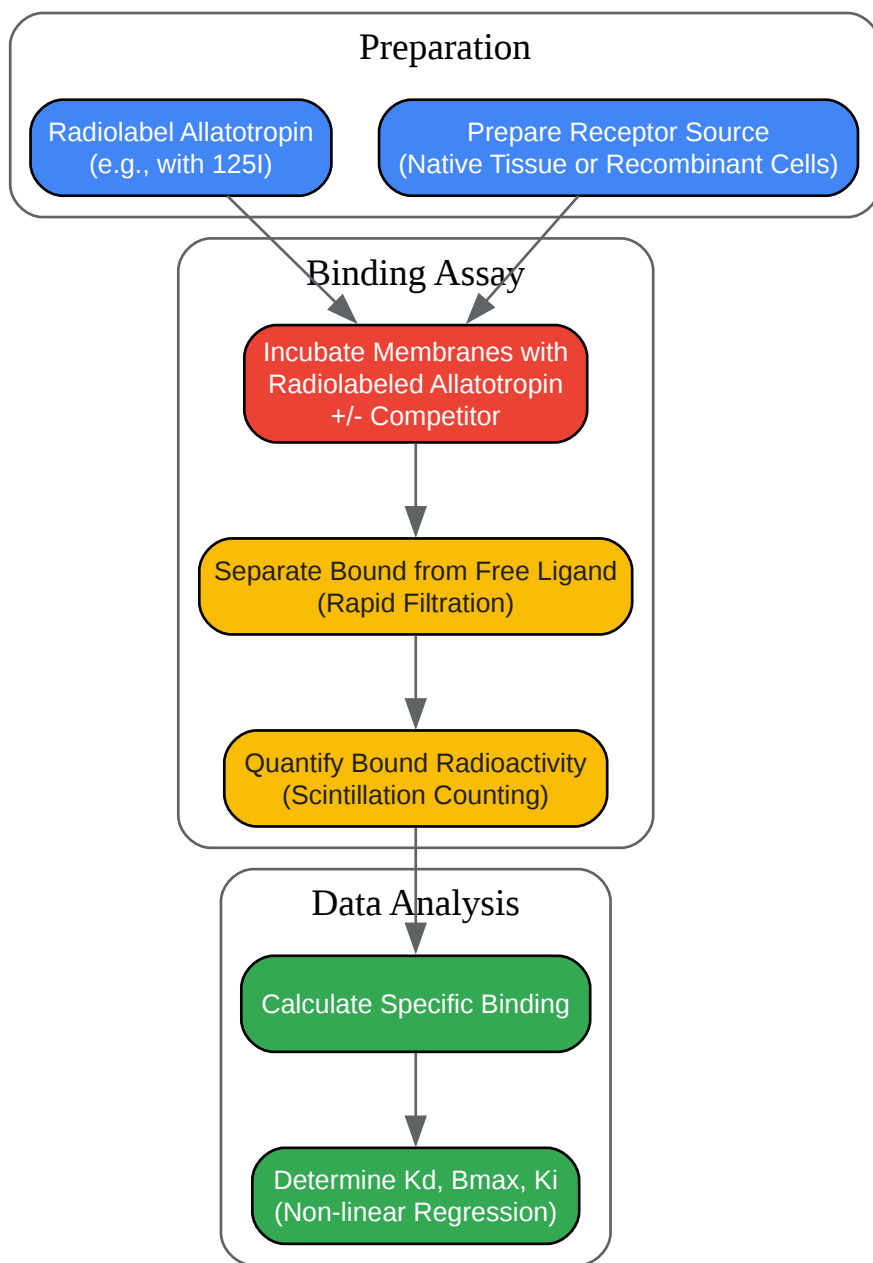 Preparation
Radiolabel Allatotropin
(e.g., with 125I)
Prepare Receptor Source
(Native Tissue or Recombinant Cells)
Binding Assay
Incubate Membranes with
Radiolabeled Allatotropin
+/- Competitor
Separate Bound from Free Ligand
(Rapid Filtration)
Quantify Bound Radioactivity
(Scintillation Counting)
Data Analysis
Calculate Specific Binding
Determine Kd, Bmax, Ki
(Non-linear Regression)